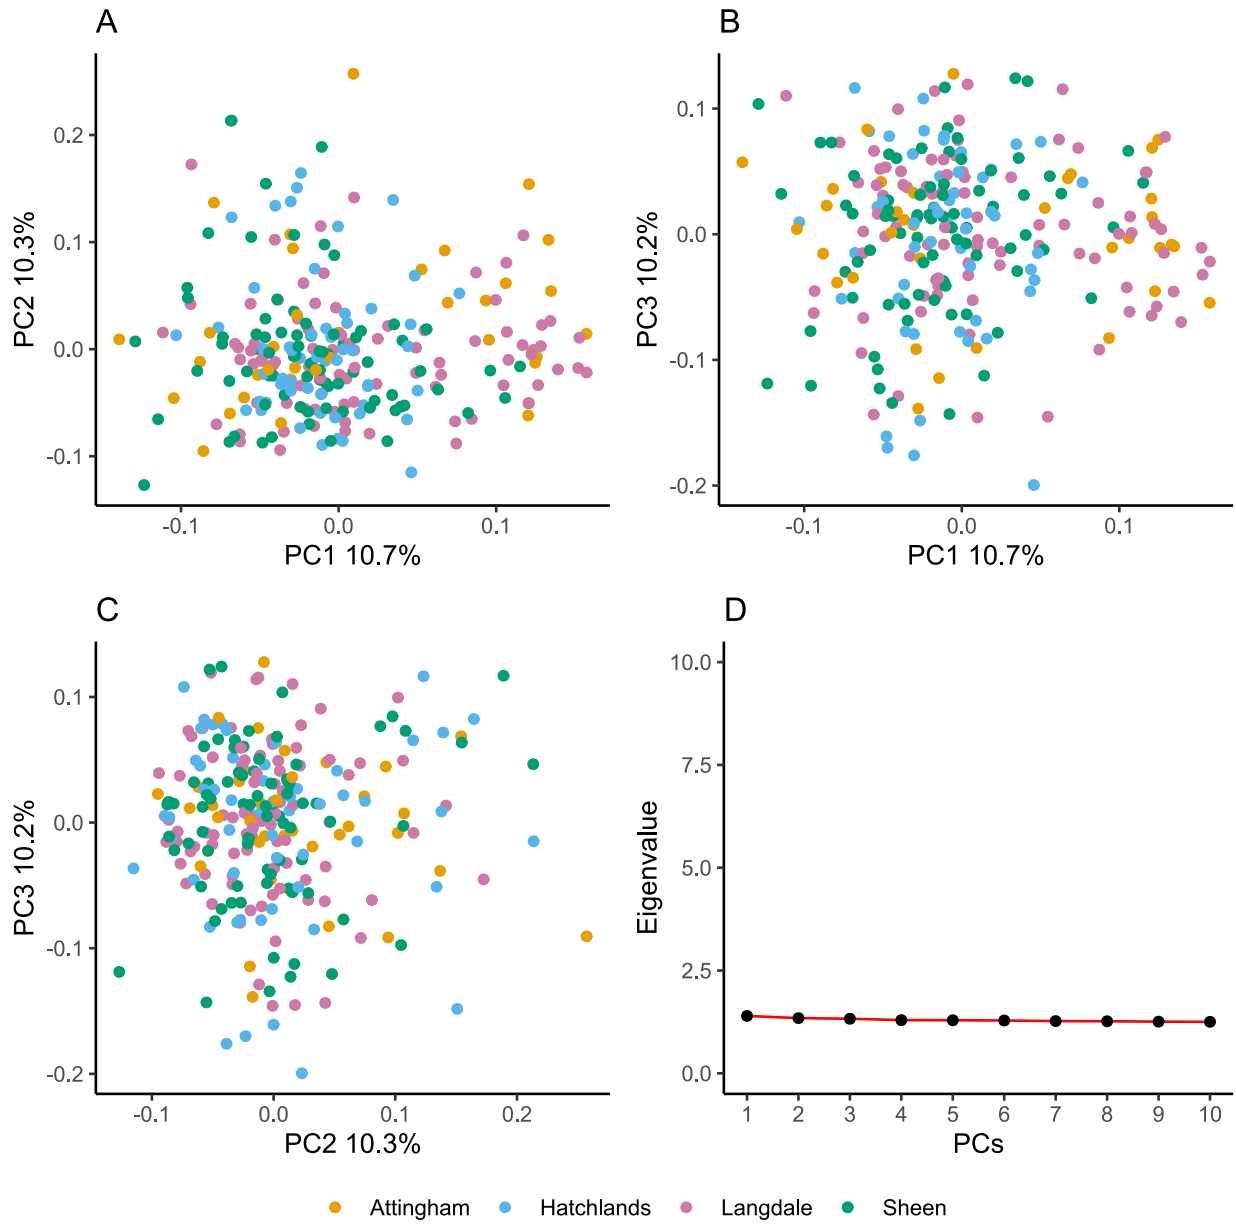 A
0.2
0.1
0.0
-0.1
PC2 10.3%
-0.1 0.0 0.1
PC1 10.7%
B
0.1
0.0
-0.1
-0.2
PC3 10.2%
-0.1 0.0 0.1
PC1 10.7%
C
0.1
0.0
-0.1
-0.2
PC3 10.2%
-0.1 0.0 0.1 0.2
PC2 10.3%
D
10.0
7.5
5.0
2.5
0.0
Eigenvalue
1 2 3 4 5 6 7 8 9 10
PCs
Attingham Hatchlands Langdale Sheen